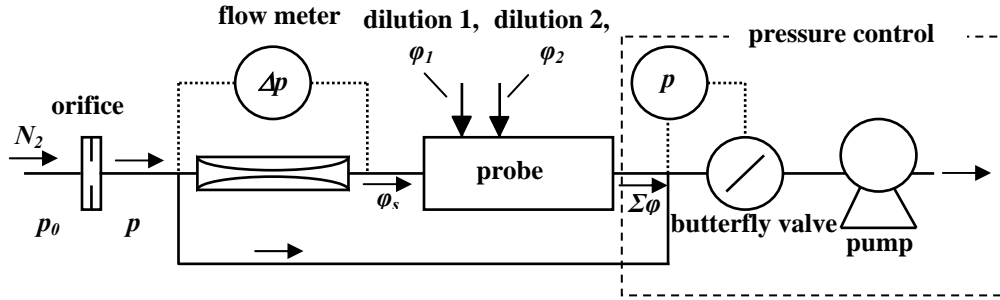 flow meter
dilution 1,
φ1
dilution 2,
φ2
pressure control
Δp
p
orifice
N2
probe
p0
p
φs
Σφ
butterfly valve
pump